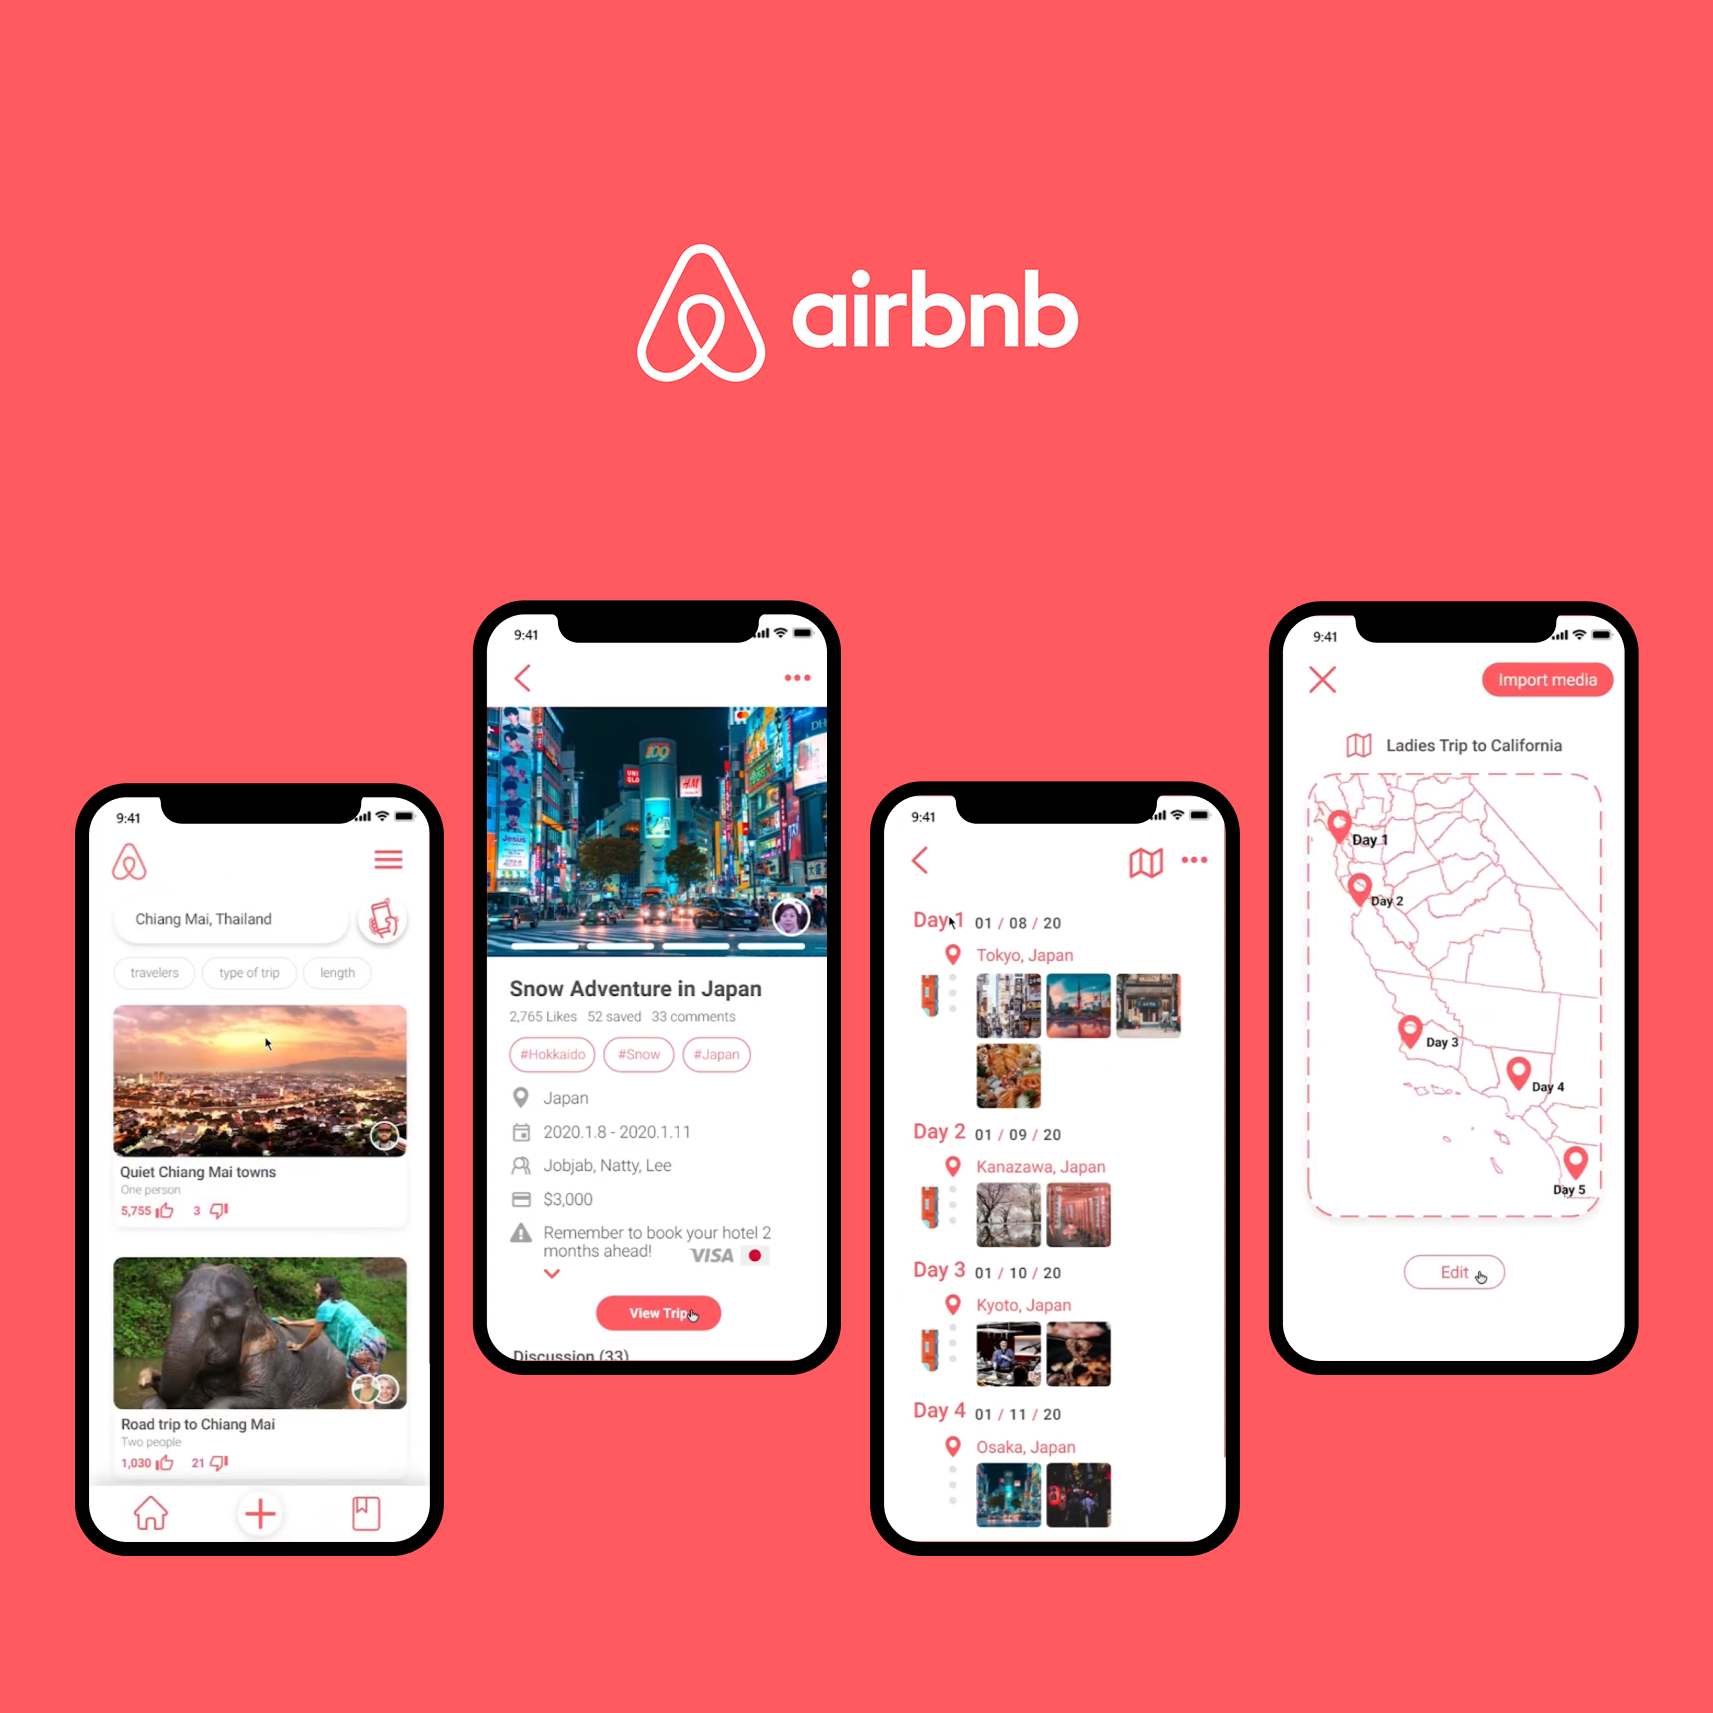 airbnb
9:41
Chiang Mai, Thailand
travelers
type of trip
length
Quiet Chiang Mai towns
One person
5,755 3
Road trip to Chiang Mai
Two people
1,030 21
9:41
109
UNI
QLO
H&M
Jesus
DH
Snow Adventure in Japan
2,765 Likes 52 saved 33 comments
#Hokkaido #Snow #Japan
Japan
2020.1.8 - 2020.1.11
Jobjab, Natty, Lee
$3,000
Remember to book your hotel 2
months ahead!
VISA
View Trip
Discussion (33)
9:41
Day 1 01 / 08 / 20
Tokyo, Japan
Day 2 01 / 09 / 20
Kanazawa, Japan
Day 3 01 / 10 / 20
Kyoto, Japan
Day 4 01 / 11 / 20
Osaka, Japan
9:41
Import media
Ladies Trip to California
Day 1
Day 2
Day 3
Day 4
Day 5
Edit